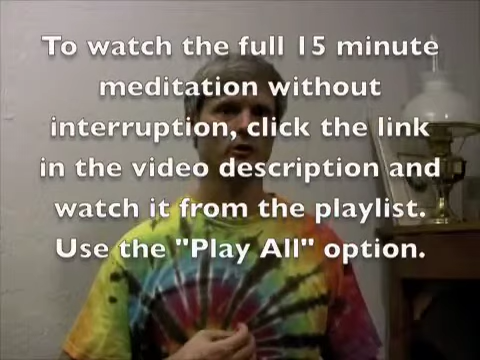 To watch the full 15 minute
meditation without
interruption, click the link
in the video description and
watch it from the playlist.
Use the "Play All" option.